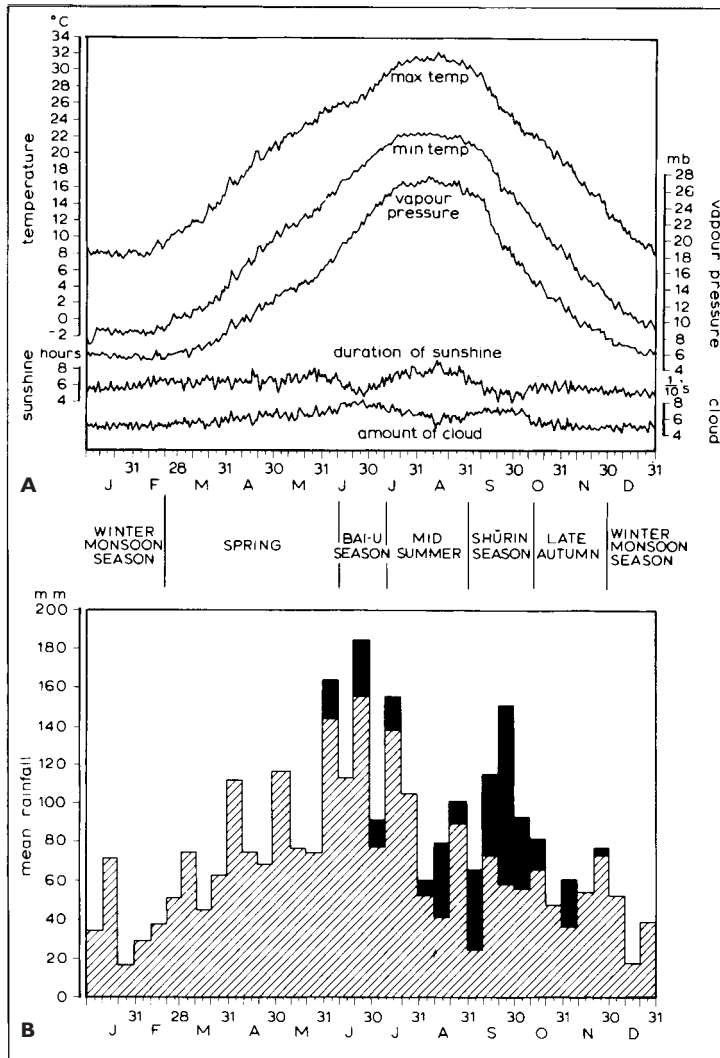 °C
34
32
30
28
26
24
22
20
18
16
14
12
10
8
6
4
2
0
-2
temperature
max temp
min temp
vapour
pressure
mb
28
26
24
22
20
18
16
14
12
10
8
6
4
vapour pressure
hours
8
6
4
sunshine
duration of sunshine
amount of cloud
1/10's
8
6
4
cloud
31 28 31 30 31 30 31 31 30 31 30 31
J F M A M J J A S O N D
A
WINTER
MONSOON
SEASON
SPRING
BAI-U
SEASON
MID
SUMMER
SHŪRIN
SEASON
LATE
AUTUMN
WINTER
MONSOON
SEASON
mm
200
180
160
140
120
100
80
60
40
20
0
mean rainfall
31 28 31 30 31 30 31 31 30 31 30 31
J F M A M J J A S O N D
B